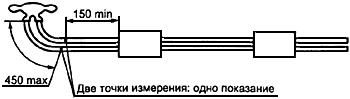 150 min
450 max
Две точки измерения: одно показание